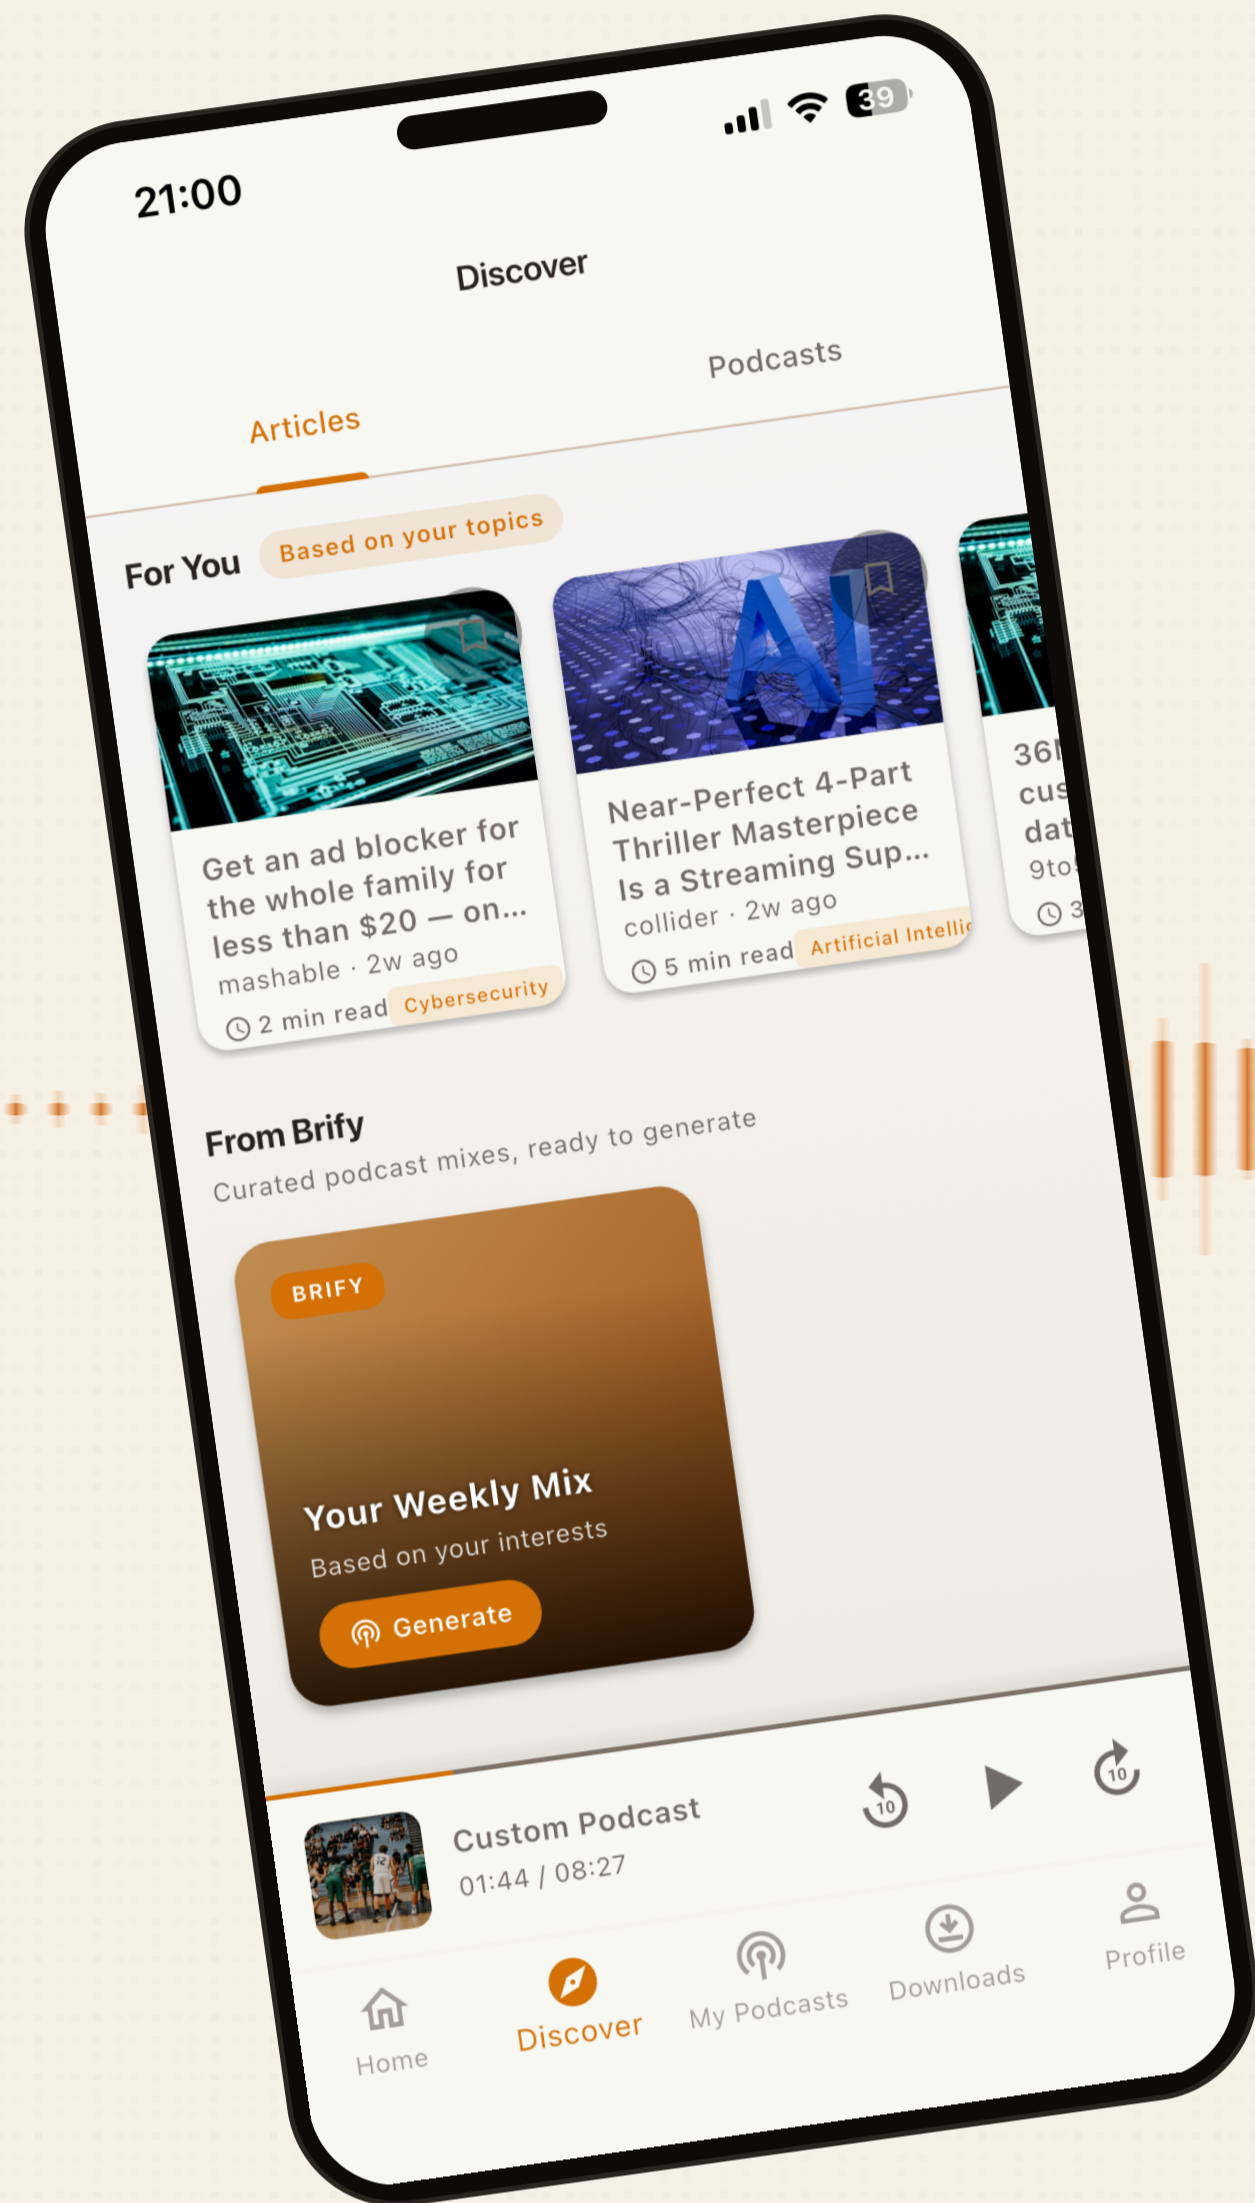 21:00
39
Discover
Articles
Podcasts
For You
Based on your topics
AI
Get an ad blocker for
the whole family for
less than $20 — on...
mashable · 2w ago
2 min read
Cybersecurity
Near-Perfect 4-Part
Thriller Masterpiece
Is a Streaming Sup...
collider · 2w ago
5 min read
Artificial
From Brify
Curated podcast mixes, ready to generate
BRIFY
Your Weekly Mix
Based on your interests
Generate
Custom Podcast
01:44 / 08:27
10
10
Home
Discover
My Podcasts
Downloads
Profile